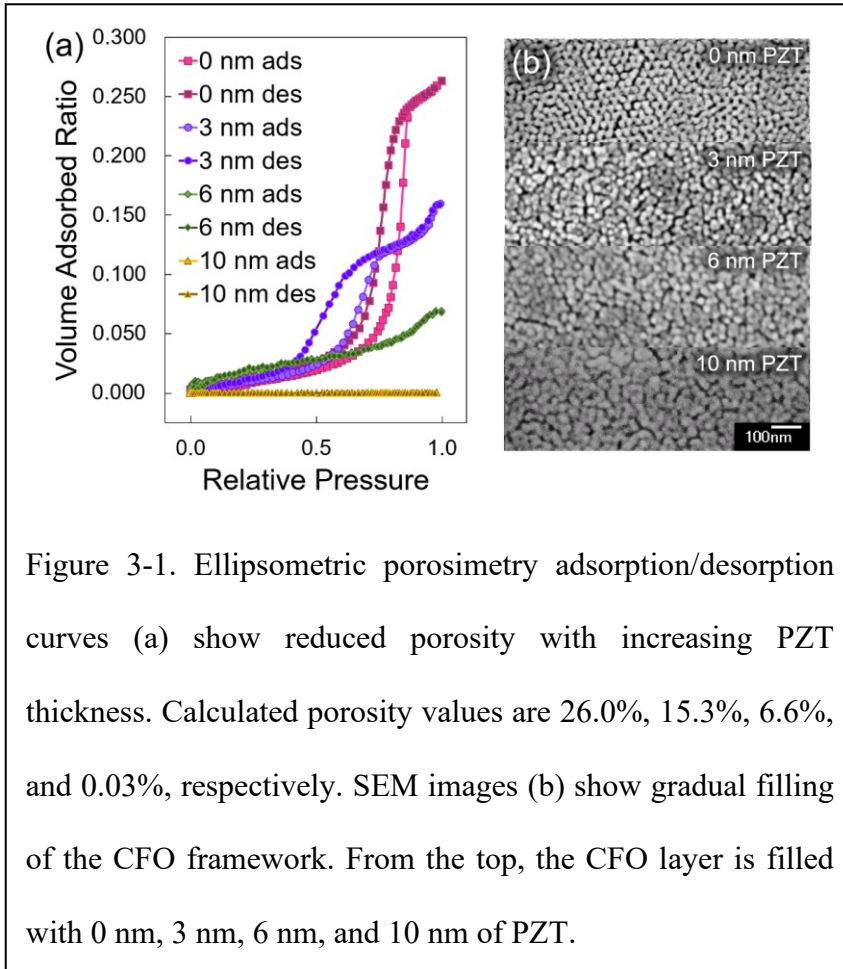 (a)
0.300
0.250
0.200
0.150
0.100
0.050
0.000
Volume Adsorbed Ratio
0 nm ads
0 nm des
3 nm ads
3 nm des
6 nm ads
6 nm des
10 nm ads
10 nm des
0.0 0.5 1.0
Relative Pressure
(b)
0 nm PZT
3 nm PZT
6 nm PZT
10 nm PZT
100nm
Figure 3-1. Ellipsometric porosimetry adsorption/desorption
curves (a) show reduced porosity with increasing PZT
thickness. Calculated porosity values are 26.0%, 15.3%, 6.6%,
and 0.03%, respectively. SEM images (b) show gradual filling
of the CFO framework. From the top, the CFO layer is filled
with 0 nm, 3 nm, 6 nm, and 10 nm of PZT.